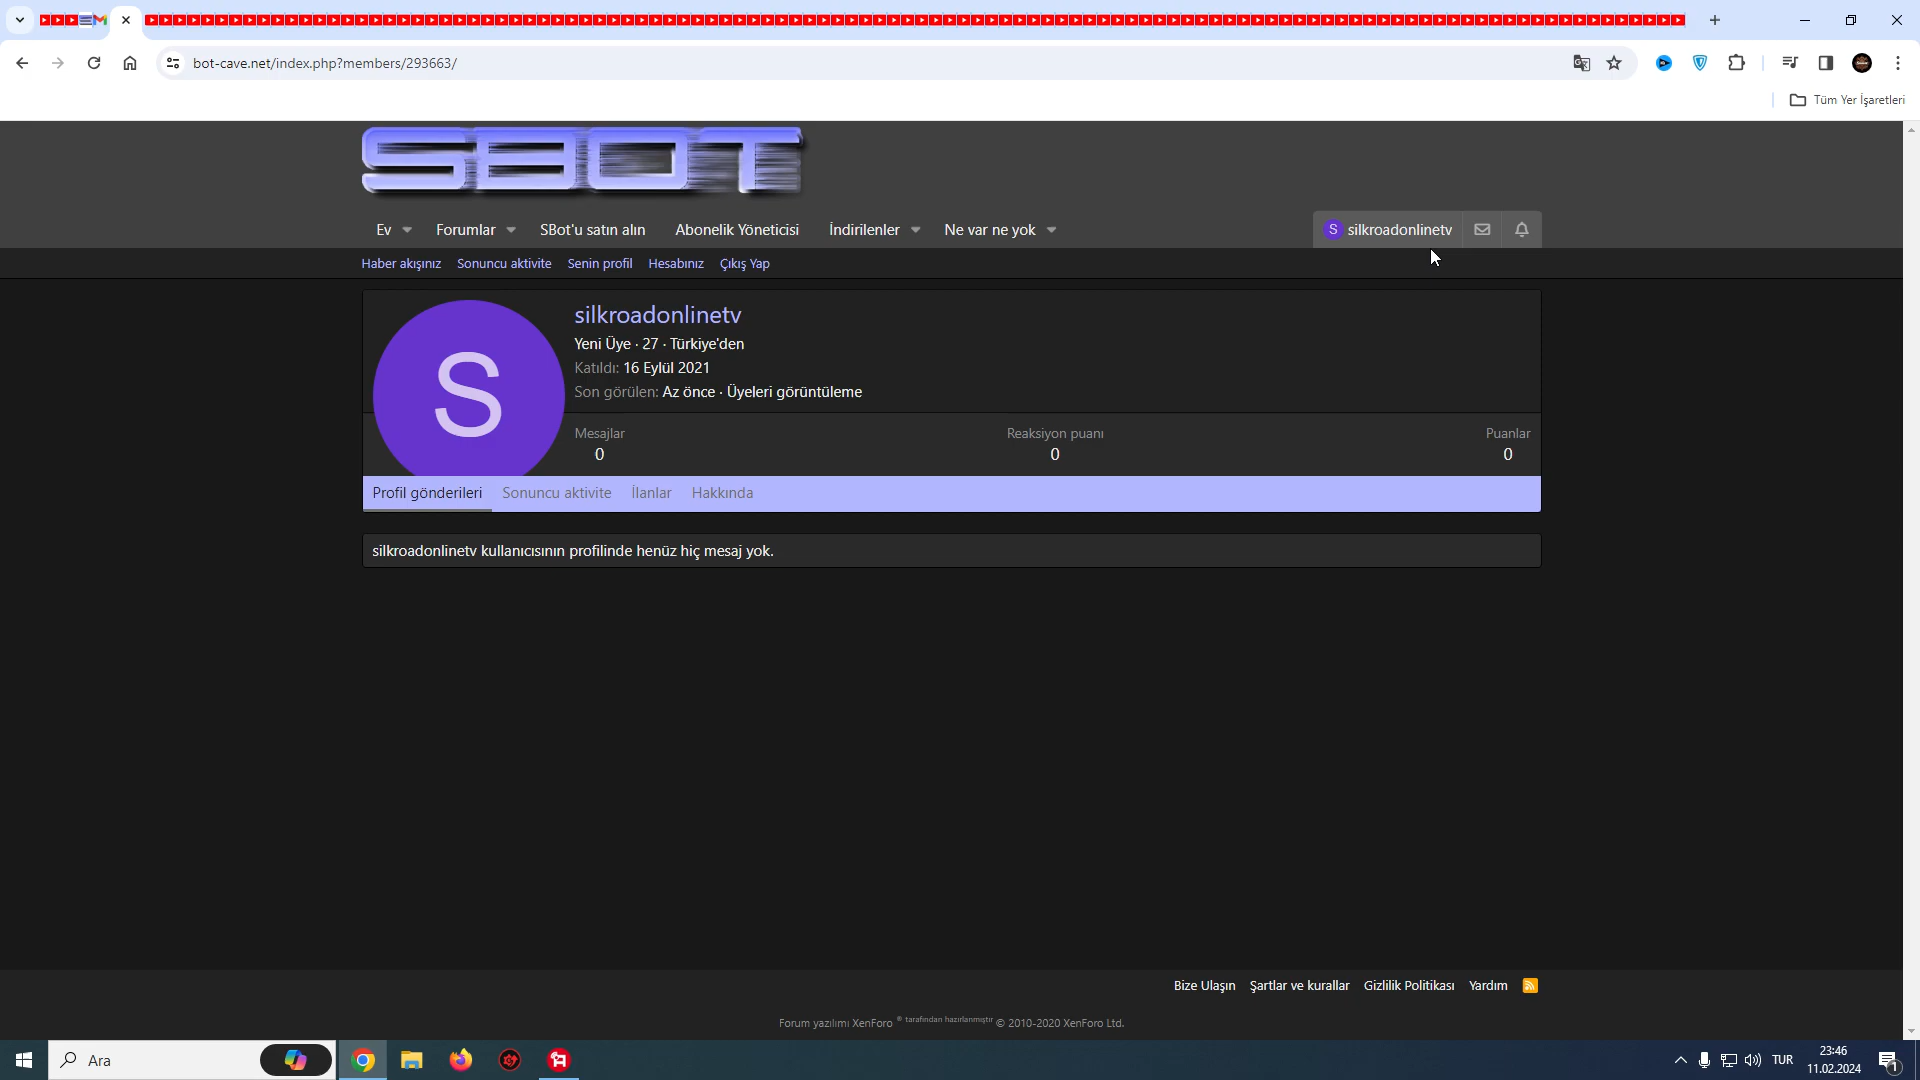 bot-cave.net/index.php?members/293663/
Tüm Yer İşaretleri
SBOT
Ev Forumlar SBot'u satın alın Abonelik Yöneticisi İndirilenler Ne var ne yok S silkroadonlinetv
Haber akışınız Sonuncu aktivite Senin profil Hesabınız Çıkış Yap
S
silkroadonlinetv
Yeni Üye · 27 · Türkiye'den
Katıldı: 16 Eylül 2021
Son görülen: Az önce · Üyeleri görüntüleme
Mesajlar Reaksiyon puanı Puanlar
0 0 0
Profil gönderileri Sonuncu aktivite İlanlar Hakkında
silkroadonlinetv kullanıcısının profilinde henüz hiç mesaj yok.
Bize Ulaşın Şartlar ve kurallar Gizlilik Politikası Yardım
Forum yazılımı XenForo ® tarafından hazırlanmıştır © 2010-2020 XenForo Ltd.
Ara TUR 23:46
11.02.2024 1